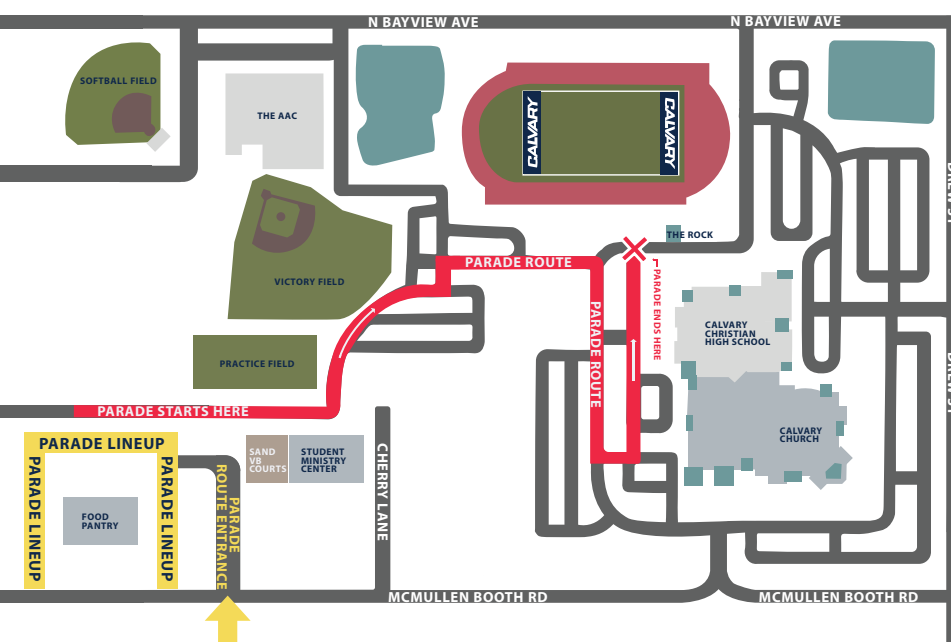 N BAYVIEW AVE
N BAYVIEW AVE
SOFTBALL FIELD
THE AAC
CALVARY
CALVARY
THE ROCK
PARADE ROUTE
VICTORY FIELD
PARADE ENDS HERE
PARADE ROUTE
CALVARY
CHRISTIAN
HIGH SCHOOL
PRACTICE FIELD
PARADE STARTS HERE
CALVARY
CHURCH
PARADE LINEUP
PARADE LINEUP
PARADE LINEUP
SAND
VB
COURTS
STUDENT
MINISTRY
CENTER
CHERRY LANE
FOOD
PANTRY
PARADE
ROUTE ENTRANCE
MCMULLEN BOOTH RD
MCMULLEN BOOTH RD